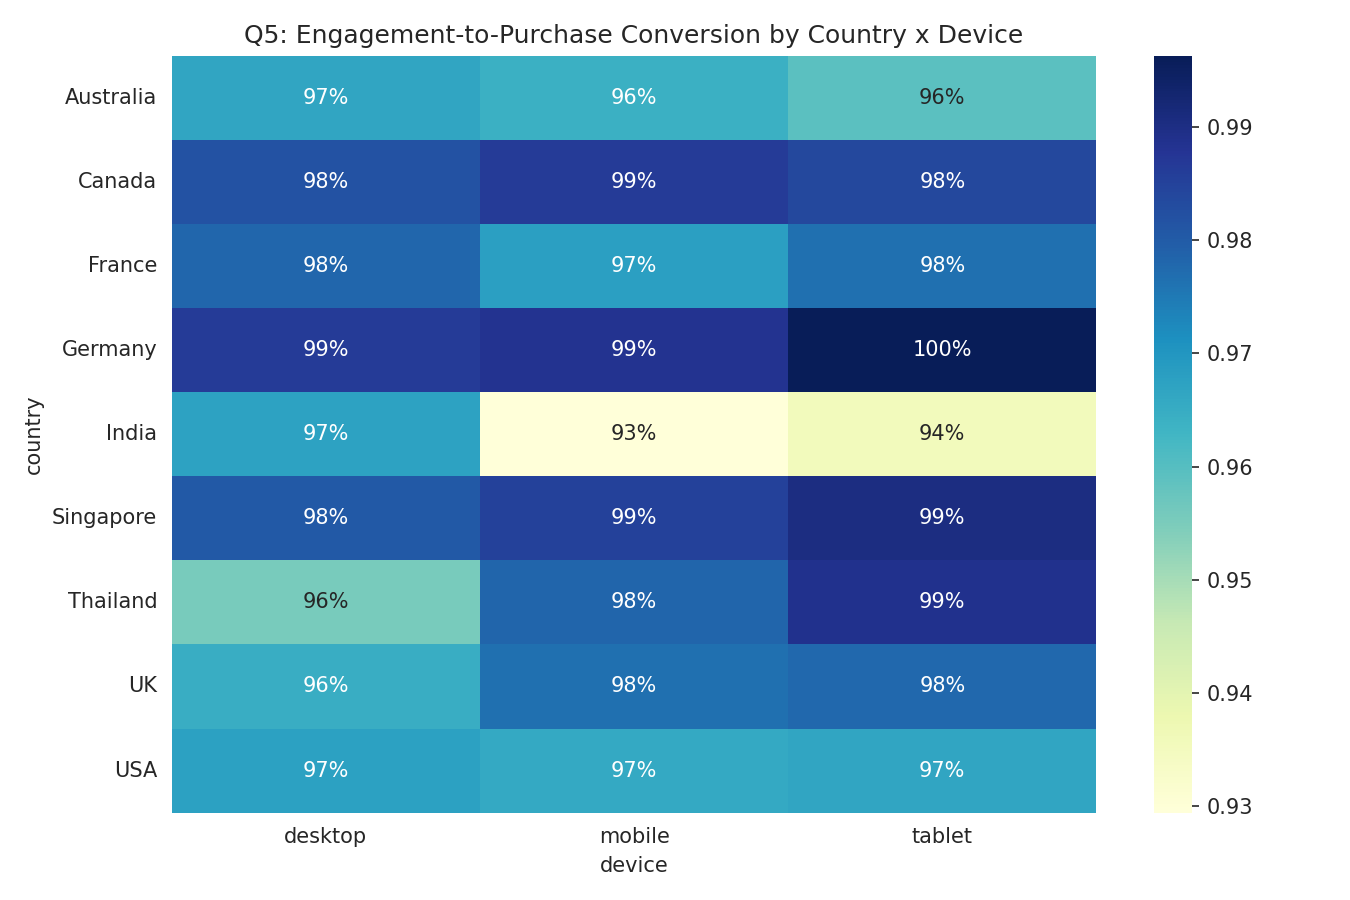 Q5: Engagement-to-Purchase Conversion by Country x Device
Australia 97% 96% 96%
Canada 98% 99% 98%
France 98% 97% 98%
Germany 99% 99% 100%
India 97% 93% 94%
Singapore 98% 99% 99%
Thailand 96% 98% 99%
UK 96% 98% 98%
USA 97% 97% 97%
desktop mobile tablet
device
country
0.99
0.98
0.97
0.96
0.95
0.94
0.93